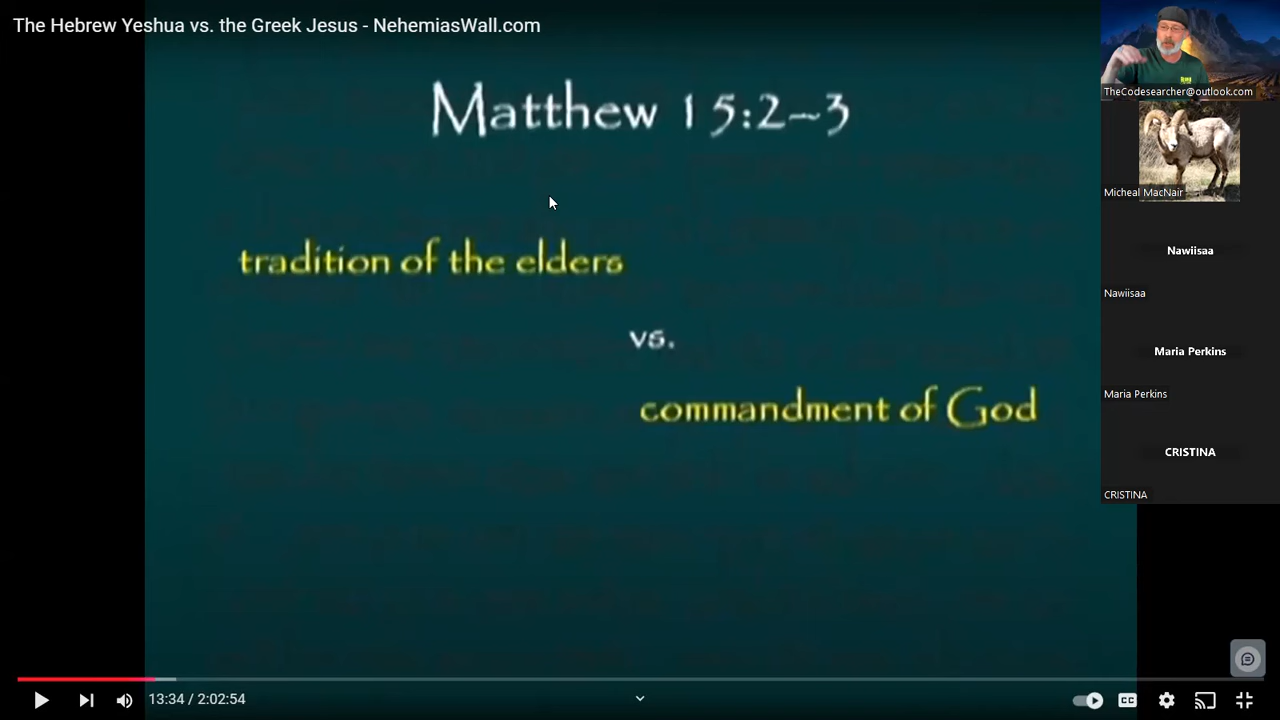 The Hebrew Yeshua vs. the Greek Jesus - NehemiasWall.com
Matthew 15:2–3
tradition of the elders
vs.
commandment of God
TheCodesearcher@outlook.com
Micheal MacNair
Nawiisaa
Nawiisaa
Maria Perkins
Maria Perkins
CRISTINA
CRISTINA
13:34 / 2:02:54
CC